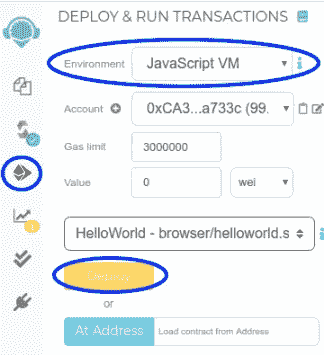 DEPLOY & RUN TRANSACTIONS
Environment JavaScript VM
Account 0xCA3...a733c (99.
Gas limit 3000000
Value 0 wei
HelloWorld - browser/helloworld.s
or
At Address Load contract from Address